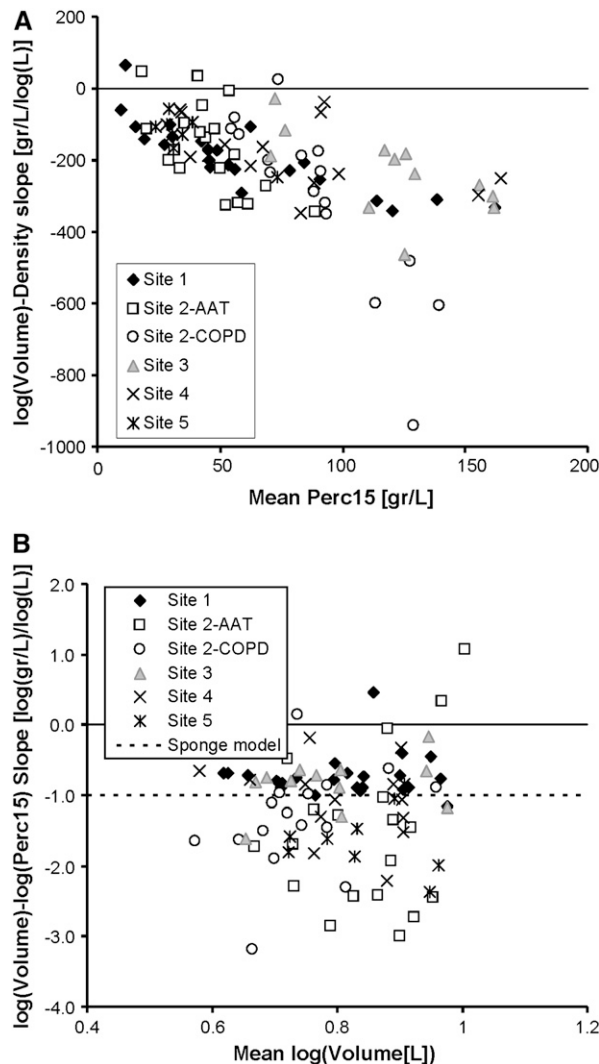 A
log(Volume)-Density slope [gr/L/log(L)]
200
0
-200
-400
-600
-800
-1000
Site 1
Site 2-AAT
Site 2-COPD
Site 3
Site 4
Site 5
0
50
100
150
200
Mean Perc15 [gr/L]
B
log(Volume)-log(Perc15) Slope [log(gr/L)/log(L)]
2.0
1.0
0.0
-1.0
-2.0
-3.0
-4.0
Site 1
Site 2-AAT
Site 2-COPD
Site 3
Site 4
Site 5
Sponge model
0.4
0.6
0.8
1
1.2
Mean log(Volume[L])